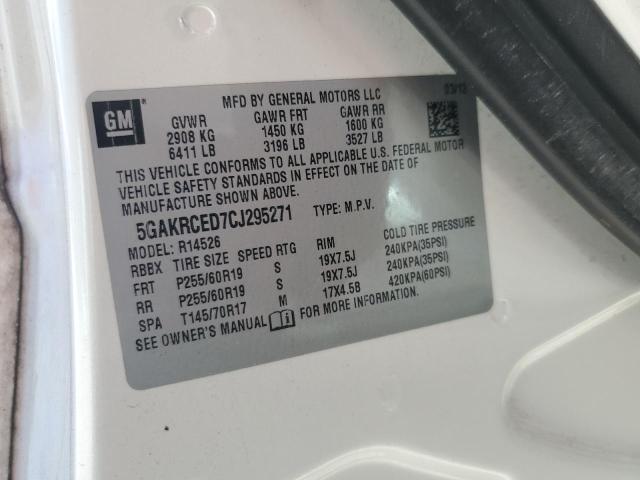 GM
MFD BY GENERAL MOTORS LLC 03/12
GVWR GAWR FRT GAWR RR
2908 KG 1450 KG 1600 KG
6411 LB 3196 LB 3527 LB
THIS VEHICLE CONFORMS TO ALL APPLICABLE U.S. FEDERAL MOTOR
VEHICLE SAFETY STANDARDS IN EFFECT ON THE DATE OF
MANUFACTURE SHOWN ABOVE.
5GAKRCED7CJ295271 TYPE: M.P.V.
MODEL: R14526
RBBX TIRE SIZE SPEED RTG RIM COLD TIRE PRESSURE
FRT P255/60R19 S 19X7.5J 240KPA(35PSI)
RR P255/60R19 S 19X7.5J 240KPA(35PSI)
SPA T145/70R17 M 17X4.5B 420KPA(60PSI)
SEE OWNER'S MANUAL FOR MORE INFORMATION.